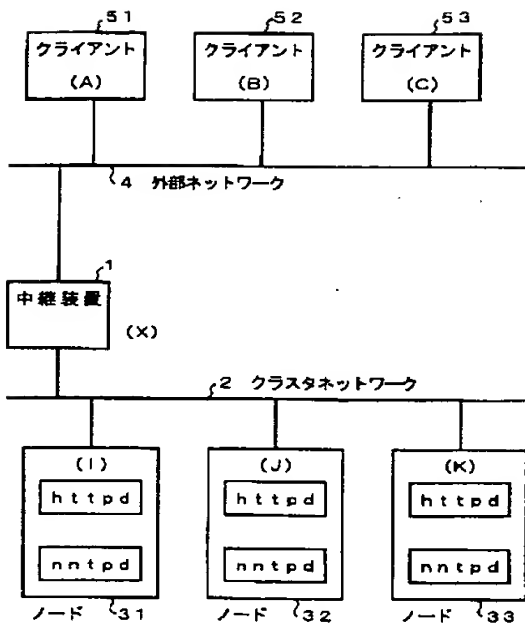 51 52 53
クライアント クライアント クライアント
(A) (B) (C)
4 外部ネットワーク
1
中継装置
(X)
2 クラスタネットワーク
(I) (J) (K)
httpd httpd httpd
nntpd nntpd nntpd
ノード 31 ノード 32 ノード 33